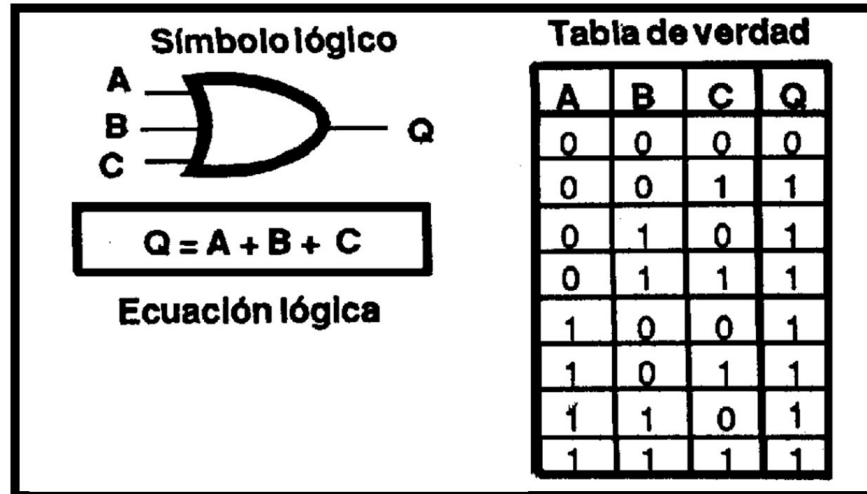 Símbolo lógico
A
B
C
Q
Q = A + B + C
Ecuación lógica
Tabla de verdad
A B C Q
0 0 0 0
0 0 1 1
0 1 0 1
0 1 1 1
1 0 0 1
1 0 1 1
1 1 0 1
1 1 1 1